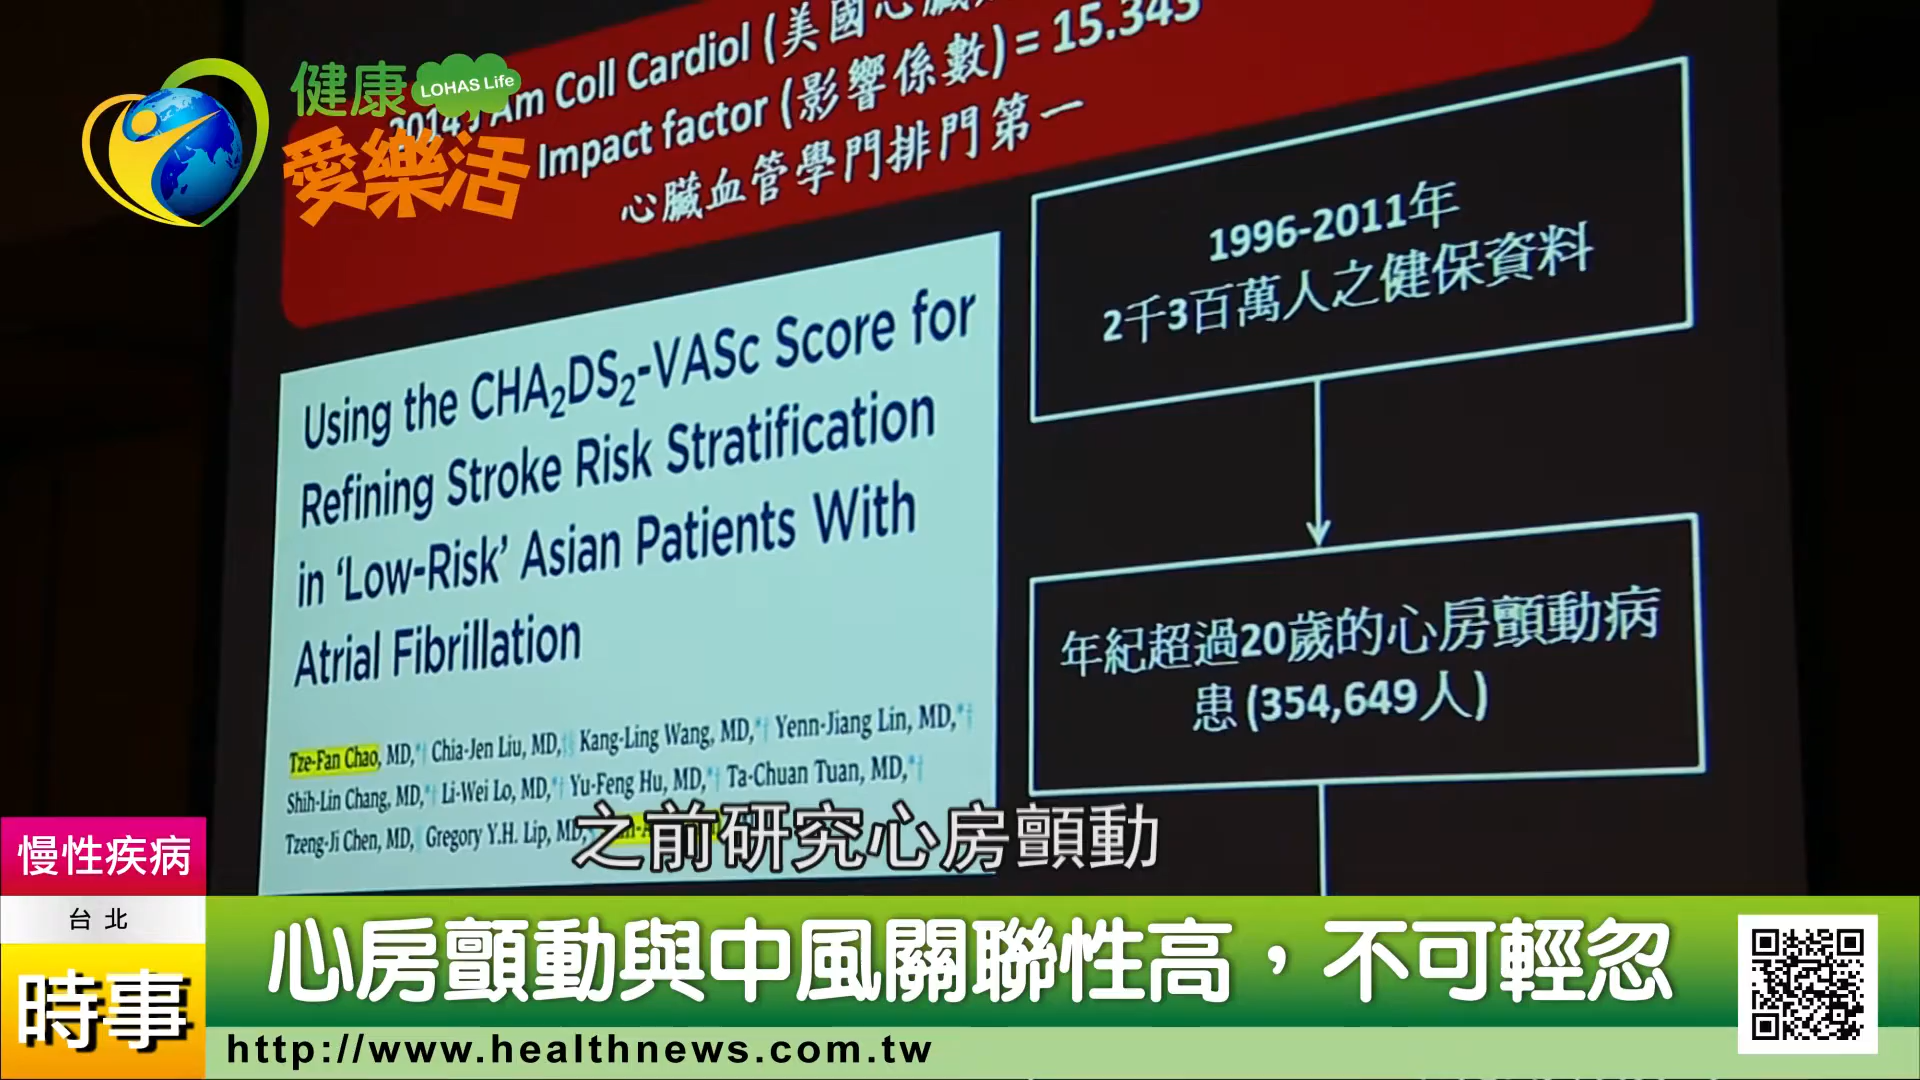 健康
LOHAS Life
愛樂活
2014 J Am Coll Cardiol (美國心臟
Impact factor (影響係數) = 15.343
心臟血管學門排門第一
Using the CHA₂DS₂-VASc Score for
Refining Stroke Risk Stratification
in ‘Low-Risk’ Asian Patients With
Atrial Fibrillation
Tze-Fan Chao, MD,*† Chia-Jen Liu, MD,†§ Kang-Ling Wang, MD,*† Yenn-Jiang Lin, MD,*†
Shih-Lin Chang, MD,*† Li-Wei Lo, MD,*† Yu-Feng Hu, MD,*† Ta-Chuan Tuan, MD,*†
Tzeng-Ji Chen, MD, Gregory Y.H. Lip, MD,
1996-2011年
2千3百萬人之健保資料
年紀超過20歲的心房顫動病
患 (354,649人)
之前研究心房顫動
慢性疾病
台北
時事
心房顫動與中風關聯性高，不可輕忽
http://www.healthnews.com.tw